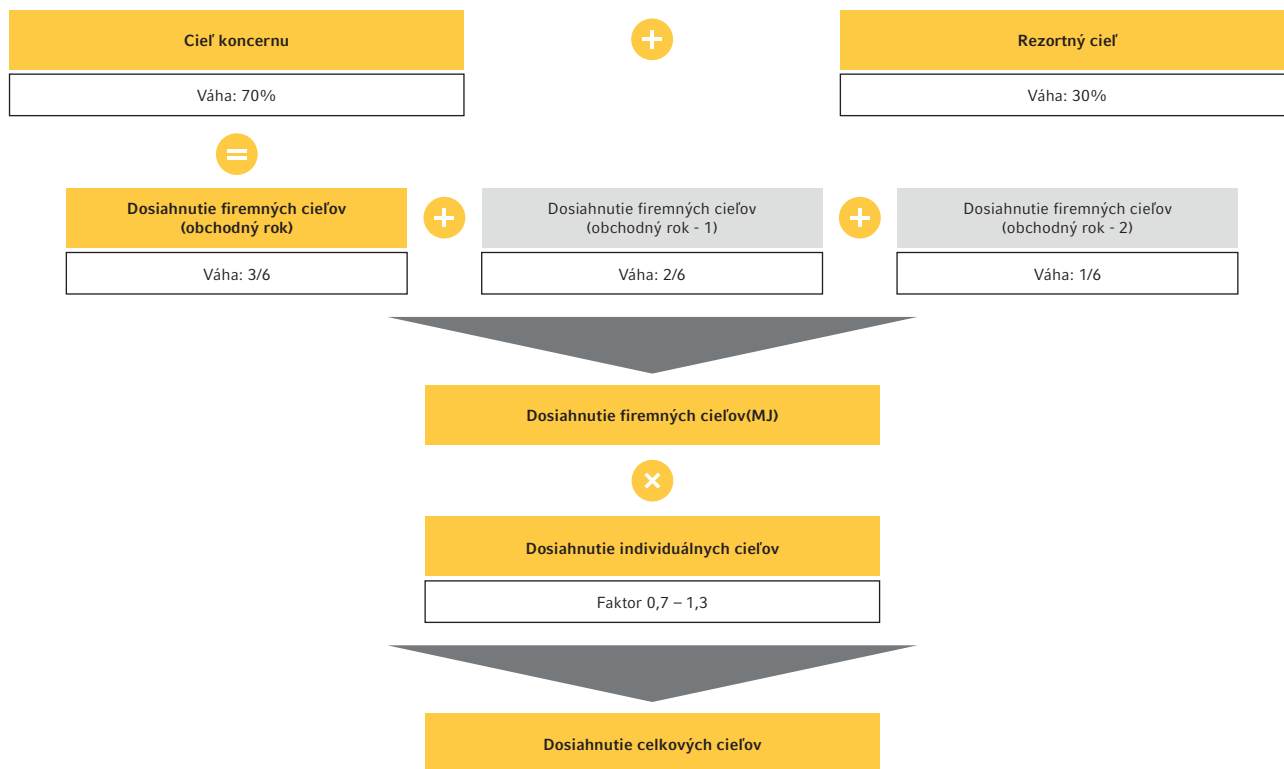 Cieľ koncernu
+
Rezortný cieľ
Váha: 70%
Váha: 30%
=
Dosiahnutie firemných cieľov
(obchodný rok)
+
Dosiahnutie firemných cieľov
(obchodný rok - 1)
+
Dosiahnutie firemných cieľov
(obchodný rok - 2)
Váha: 3/6
Váha: 2/6
Váha: 1/6
Dosiahnutie firemných cieľov(MJ)
×
Dosiahnutie individuálnych cieľov
Faktor 0,7 – 1,3
Dosiahnutie celkových cieľov